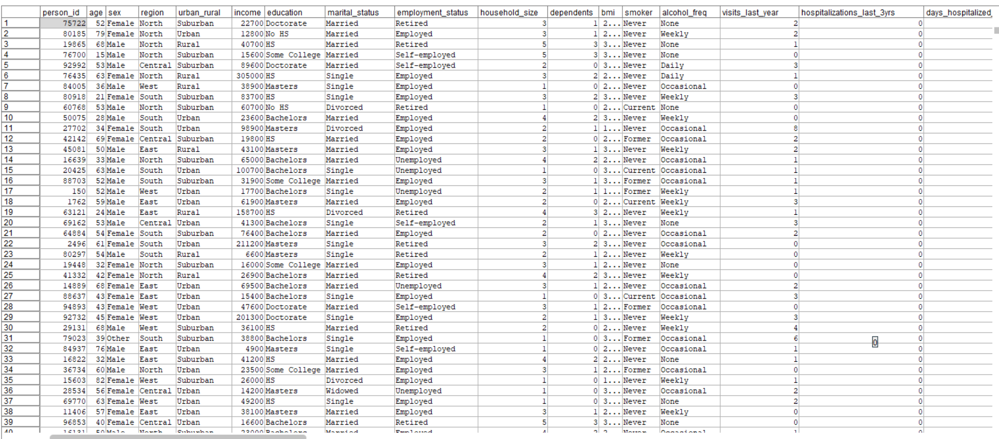 person_id age sex region urban_rural income education marital_status employment_status household_size dependents bmi smoker alcohol_freq visits_last_year hospitalizations_last_3yrs days_hospitalized_
1 75722 52 Female North Suburban 22700 Doctorate Married Retired 3 1 2... Never None 2 0
2 80185 79 Female North Urban 12800 No HS Married Employed 3 1 2... Never Weekly 2 0
3 19865 68 Male North Rural 40700 HS Married Retired 5 3 3... Never None 1 0
4 76700 15 Male North Suburban 15600 Some College Married Self-employed 5 3 3... Never None 0 0
5 92992 53 Male Central Suburban 89600 Doctorate Married Self-employed 2 0 3... Never Daily 3 0
6 76435 63 Female North Rural 305000 HS Single Employed 3 2 2... Never Daily 1 0
7 84005 36 Male West Rural 38900 Masters Single Employed 1 0 2... Never Occasional 0 0
8 80918 21 Female South Suburban 83700 HS Single Employed 3 2 3... Never Weekly 3 0
9 60768 53 Male North Suburban 60700 No HS Divorced Retired 1 0 2... Current None 0 0
10 50075 28 Male South Urban 23600 Bachelors Married Employed 4 2 3... Never Weekly 0 0
11 27702 34 Female South Urban 98900 Masters Divorced Employed 2 1 1... Never Occasional 8 0
12 42142 69 Female Central Suburban 19800 HS Married Employed 2 0 2... Former Occasional 2 0
13 45081 50 Male East Rural 43100 Masters Married Employed 3 1 3... Never Weekly 2 0
14 16639 33 Male North Suburban 65000 Bachelors Married Unemployed 4 2 2... Never Occasional 1 0
15 20425 63 Male South Urban 100700 Bachelors Single Unemployed 1 0 3... Current Occasional 1 0
16 88703 52 Male South Suburban 31900 Some College Married Employed 3 1 3... Former Occasional 1 0
17 150 52 Male West Urban 17700 Bachelors Single Unemployed 2 1 1... Former Weekly 1 0
18 1762 59 Male East Urban 61900 Masters Married Employed 2 0 2... Current Weekly 3 0
19 63121 24 Male East Rural 158700 HS Divorced Retired 4 3 2... Never Weekly 1 0
20 69162 53 Male Central Urban 41300 Bachelors Single Self-employed 2 1 3... Never None 3 0
21 64884 54 Female South Suburban 76400 Bachelors Married Employed 2 0 2... Never Occasional 2 0
22 2496 61 Female South Urban 211200 Masters Single Retired 3 2 3... Never Occasional 0 0
23 80297 54 Male South Rural 6600 Masters Single Retired 2 1 2... Never Weekly 0 0
24 19448 32 Female North Suburban 16000 Some College Married Employed 3 1 2... Never None 0 0
25 41332 42 Female North Rural 26900 Bachelors Married Retired 4 2 3... Never Weekly 0 0
26 14889 68 Female East Urban 69500 Bachelors Married Unemployed 3 1 2... Never Occasional 2 0
27 88637 43 Female East Urban 15400 Bachelors Single Employed 1 0 3... Current Occasional 3 0
28 94893 43 Female West Urban 47600 Doctorate Married Self-employed 3 1 2... Former Occasional 0 0
29 92732 45 Female West Urban 201300 Doctorate Single Employed 2 1 3... Never Weekly 3 0
30 29131 68 Male West Suburban 36100 HS Married Retired 2 0 2... Never Weekly 4 0
31 79023 39 Other South Suburban 38800 Bachelors Single Employed 1 0 3... Former Occasional 6 0 0
32 84937 76 Male East Urban 4900 Masters Single Self-employed 1 0 2... Never Occasional 1 0
33 16822 32 Male East Suburban 41200 HS Married Employed 4 2 2... Never None 1 0
34 36734 60 Male North Urban 23500 Some College Married Employed 3 1 2... Former Occasional 0 0
35 15603 82 Female West Suburban 26000 HS Divorced Employed 1 0 1... Never Weekly 1 0
36 28534 56 Female Central Urban 14200 Masters Widowed Unemployed 1 0 3... Never Occasional 2 0
37 69770 63 Female West Urban 49200 HS Single Employed 1 0 3... Never None 2 0
38 11406 57 Female East Urban 38100 Masters Married Employed 3 1 2... Never Weekly 0 0
39 96853 40 Female Central Urban 16600 Bachelors Married Retired 5 3 3... Never None 0 0